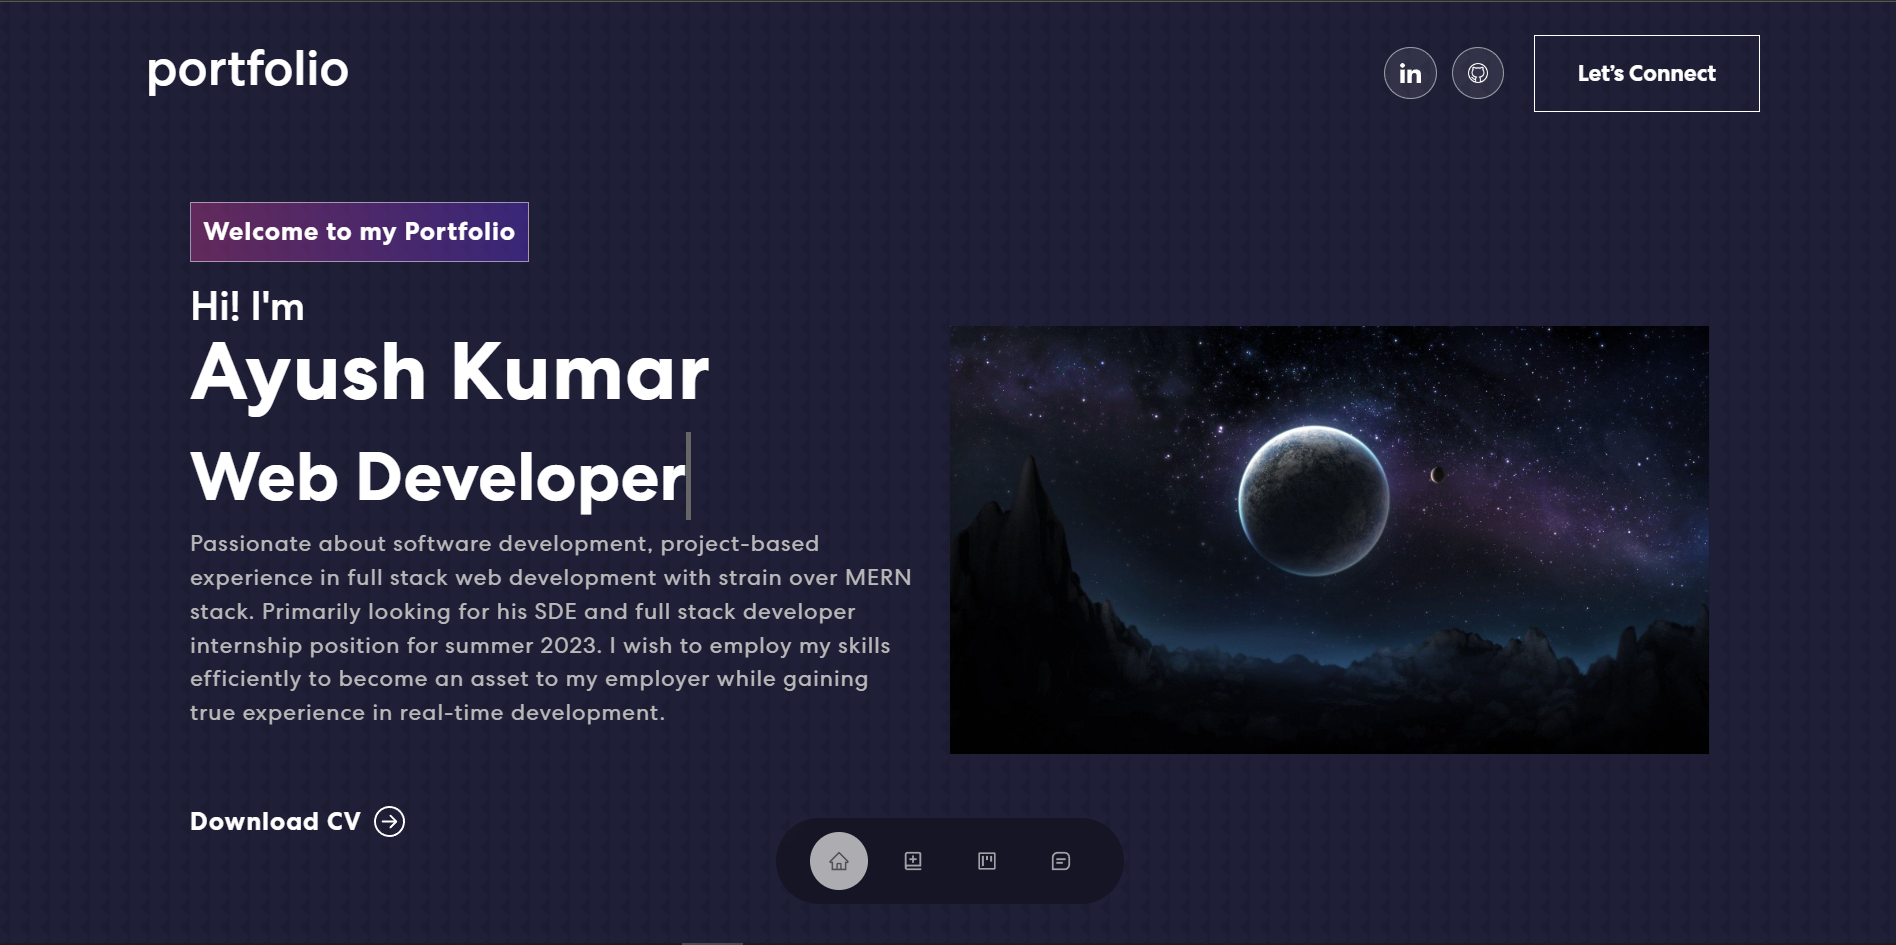 portfolio
in
Let's Connect
Welcome to my Portfolio
Hi! I'm
Ayush Kumar
Web Developer
Passionate about software development, project-based
experience in full stack web development with strain over MERN
stack. Primarily looking for his SDE and full stack developer
internship position for summer 2023. I wish to employ my skills
efficiently to become an asset to my employer while gaining
true experience in real-time development.
Download CV